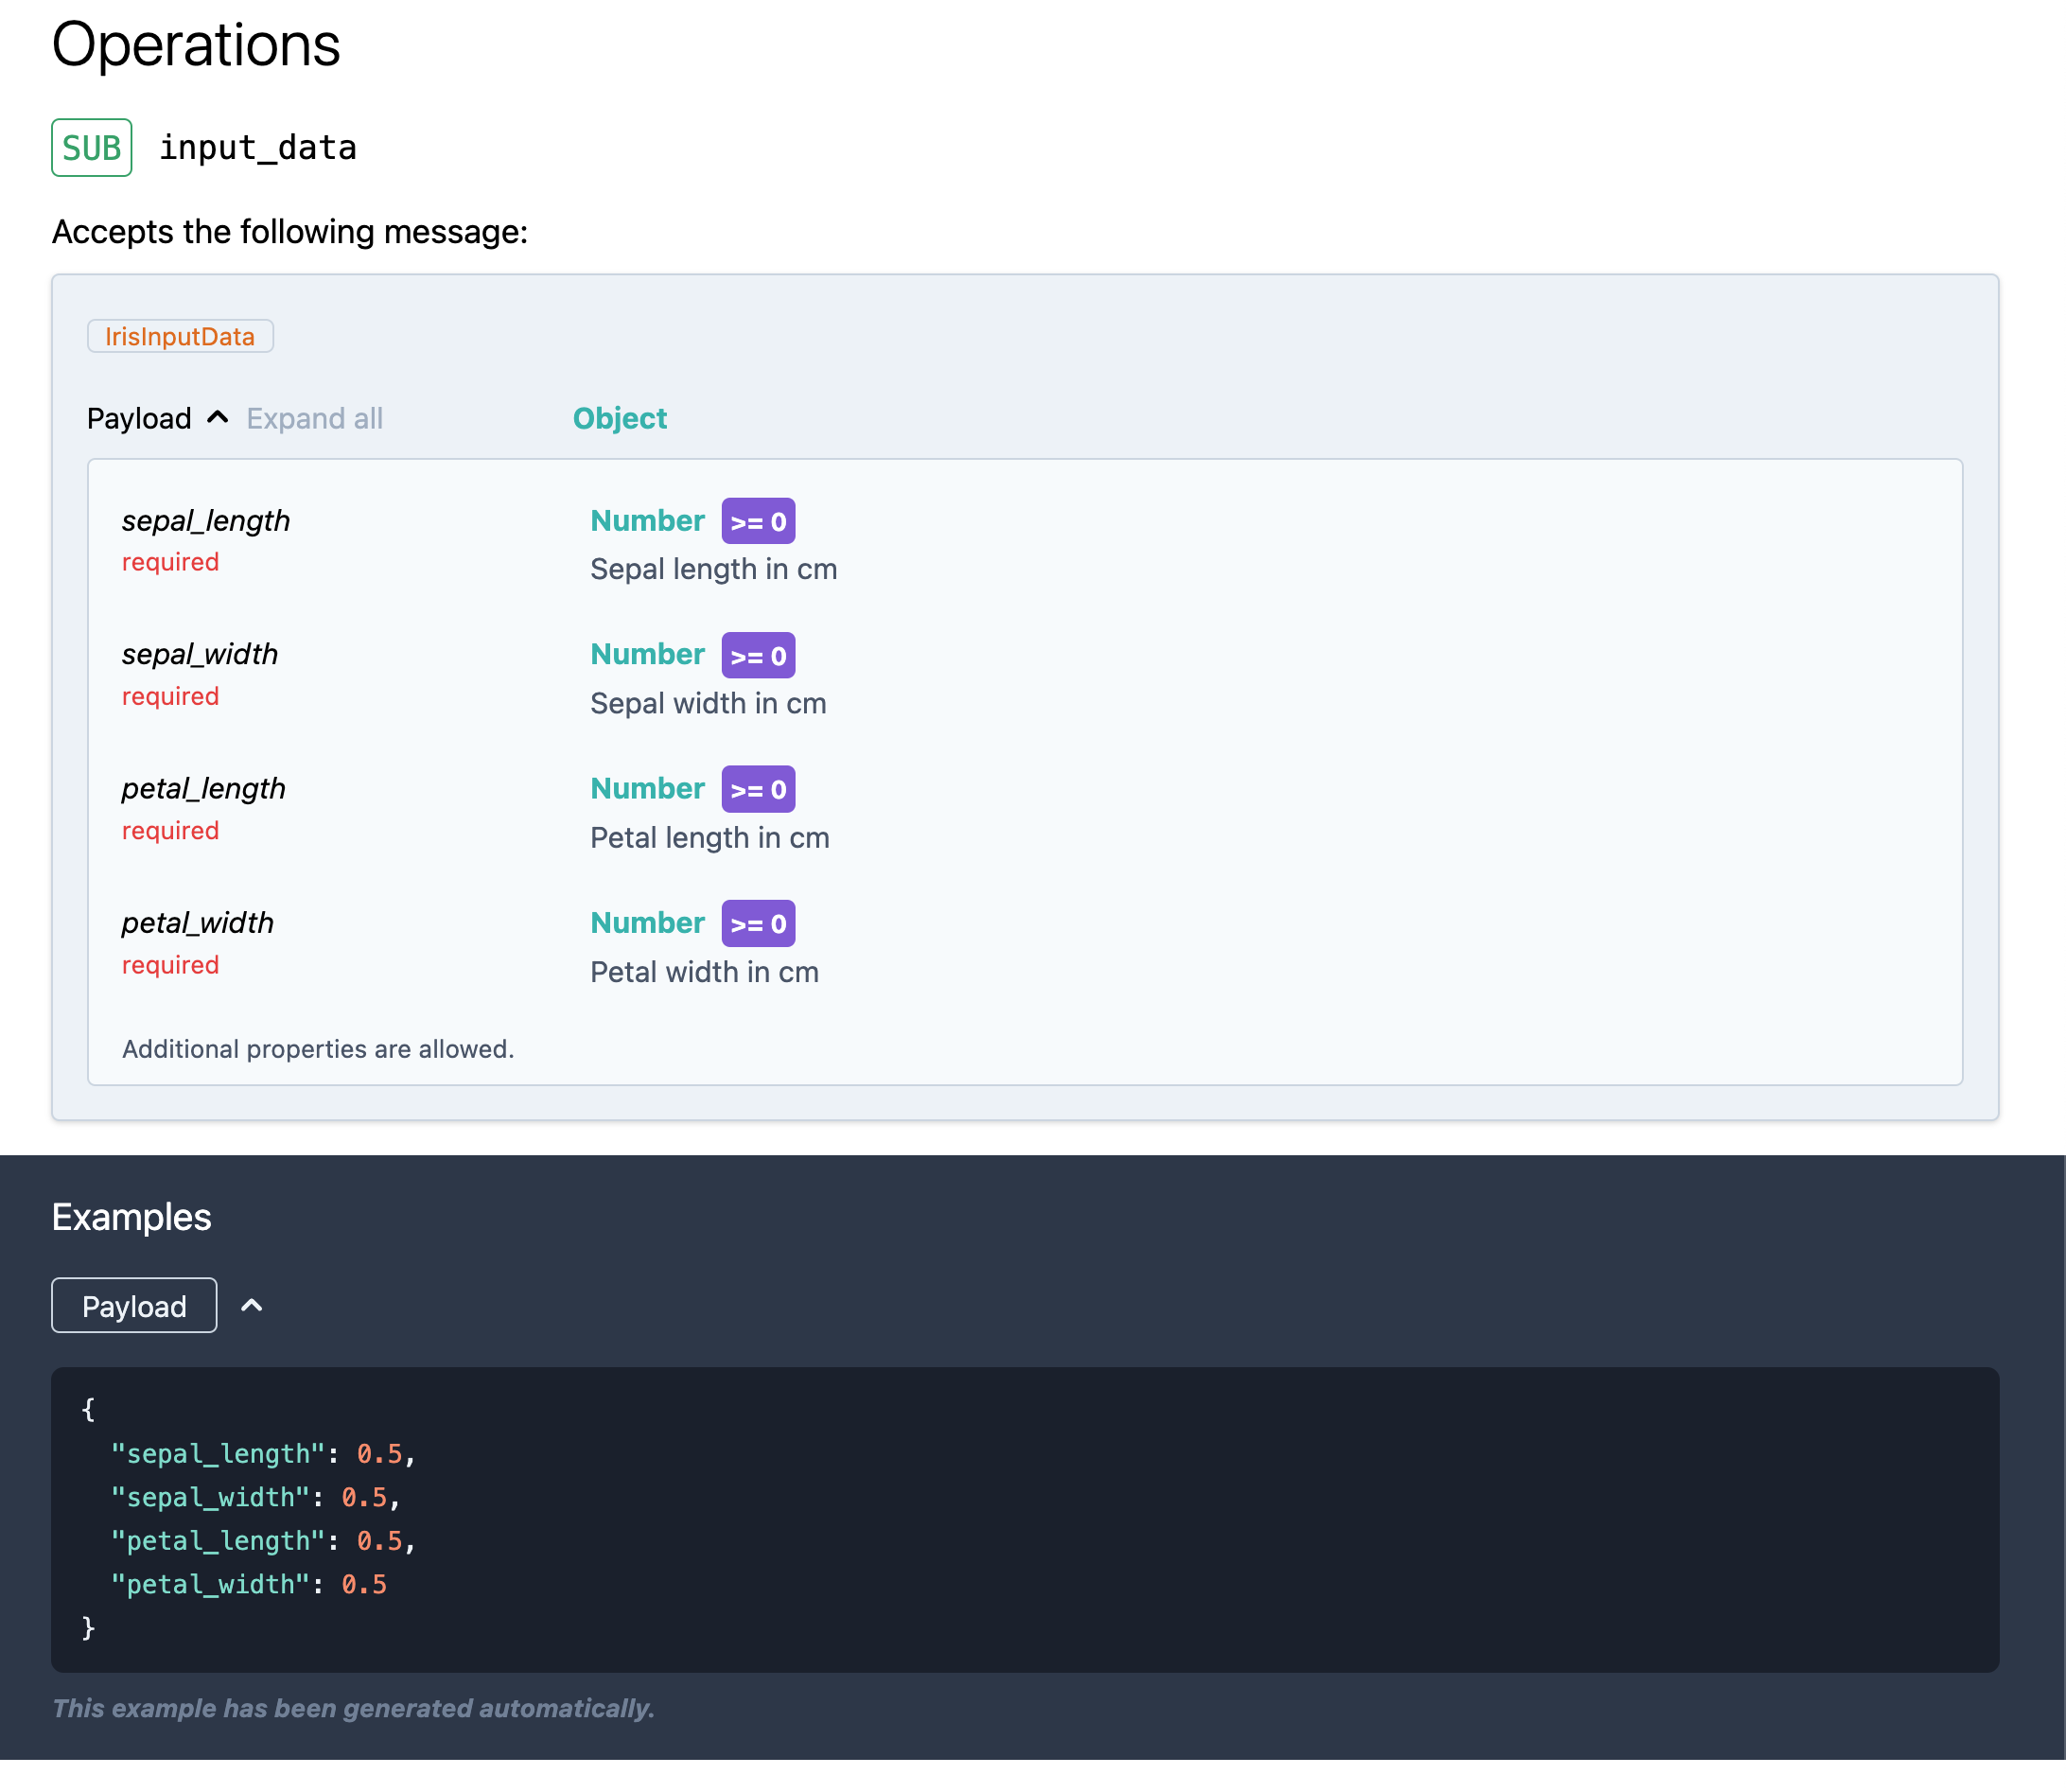 Operations
SUB input_data
Accepts the following message:
IrisInputData
Payload Expand all Object
sepal_length Number >= 0
required Sepal length in cm
sepal_width Number >= 0
required Sepal width in cm
petal_length Number >= 0
required Petal length in cm
petal_width Number >= 0
required Petal width in cm
Additional properties are allowed.
Examples
Payload
{
  "sepal_length": 0.5,
  "sepal_width": 0.5,
  "petal_length": 0.5,
  "petal_width": 0.5
}
This example has been generated automatically.